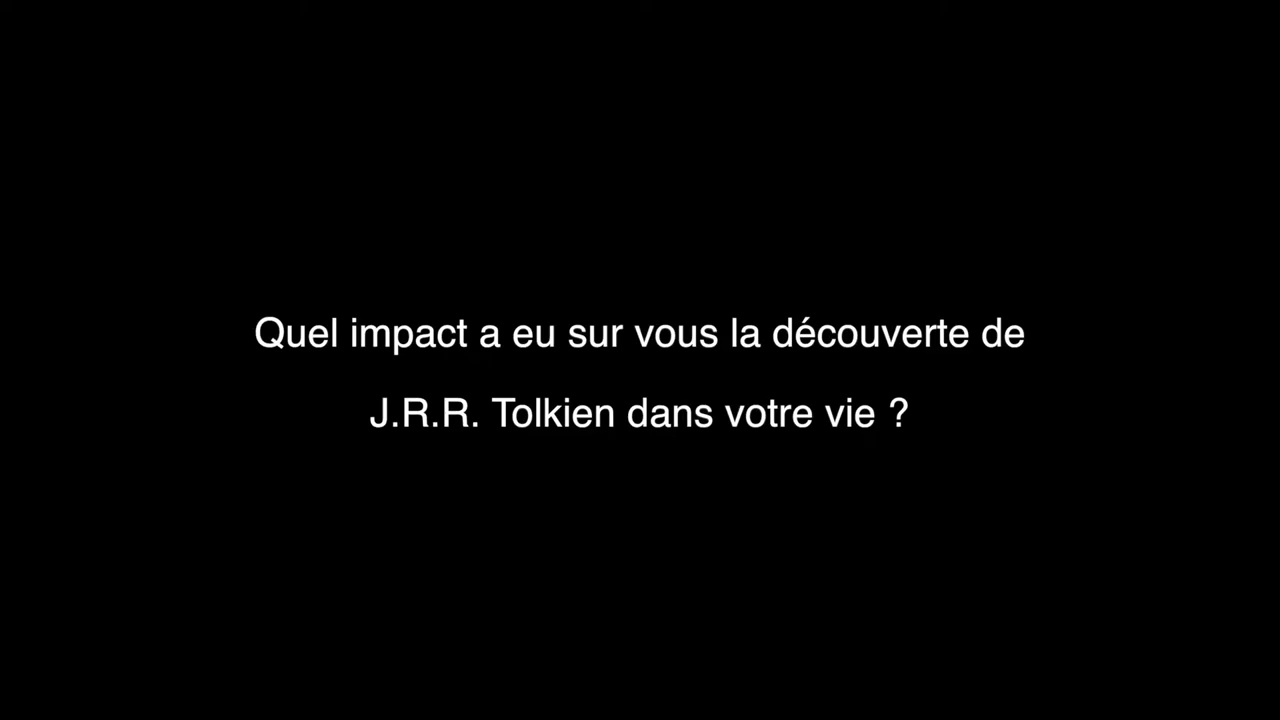 Quel impact a eu sur vous la découverte de
J.R.R. Tolkien dans votre vie ?